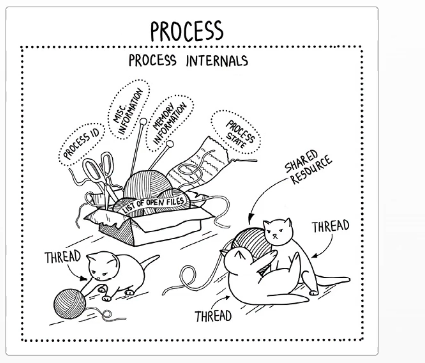 PROCESS
PROCESS INTERNALS
PROCESS ID
MISC.
INFORMATION
MEMORY
INFORMATION
PROCESS
STATE
LIST OF OPEN FILES
SHARED
RESOURCE
THREAD
THREAD
THREAD